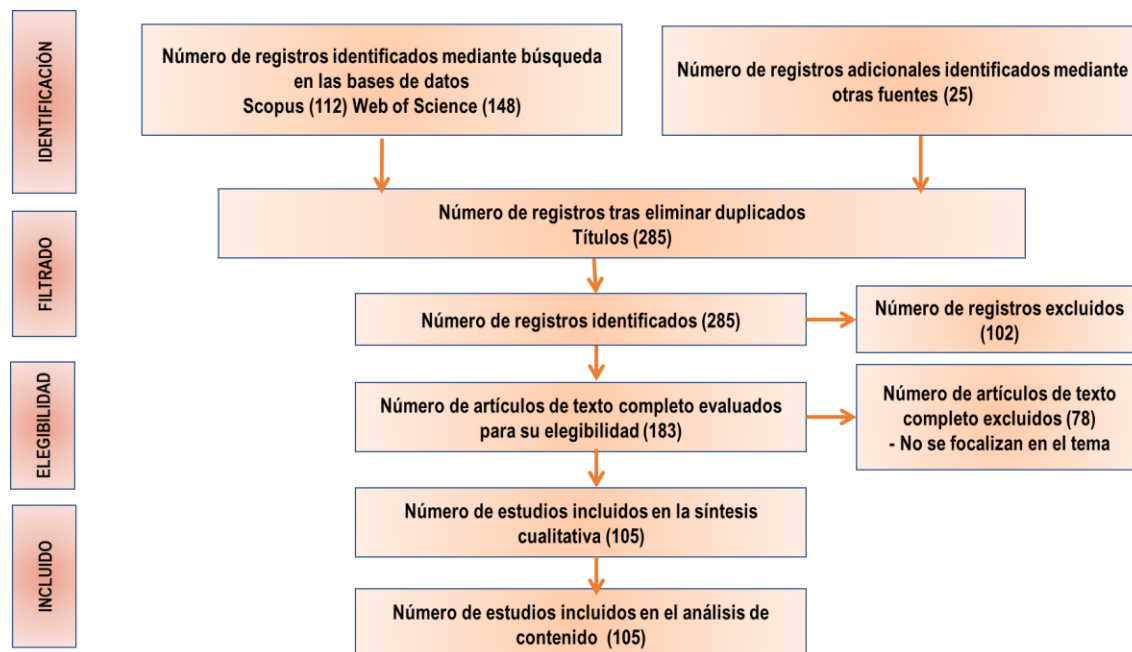 IDENTIFICACIÓN
Número de registros identificados mediante búsqueda
en las bases de datos
Scopus (112) Web of Science (148)
Número de registros adicionales identificados mediante
otras fuentes (25)
FILTRADO
Número de registros tras eliminar duplicados
Títulos (285)
Número de registros identificados (285)
Número de registros excluidos
(102)
ELEGIBILIDAD
Número de artículos de texto completo evaluados
para su elegibilidad (183)
Número de artículos de texto
completo excluidos (78)
- No se focalizan en el tema
INCLUIDO
Número de estudios incluidos en la síntesis
cualitativa (105)
Número de estudios incluidos en el análisis de
contenido (105)